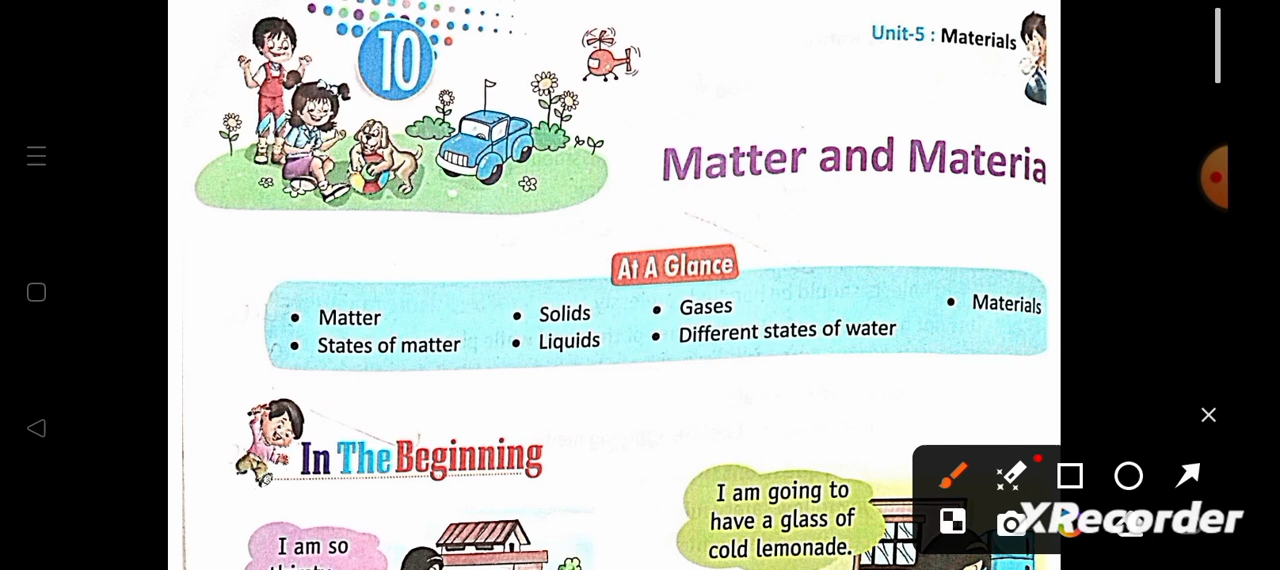 10
Unit-5 : Materials
Matter and Materia
At A Glance
• Matter
• Solids
• Gases
• Materials
• States of matter
• Liquids
• Different states of water
In The Beginning
I am so
I am going to
have a glass of
cold lemonade.
XRecorder